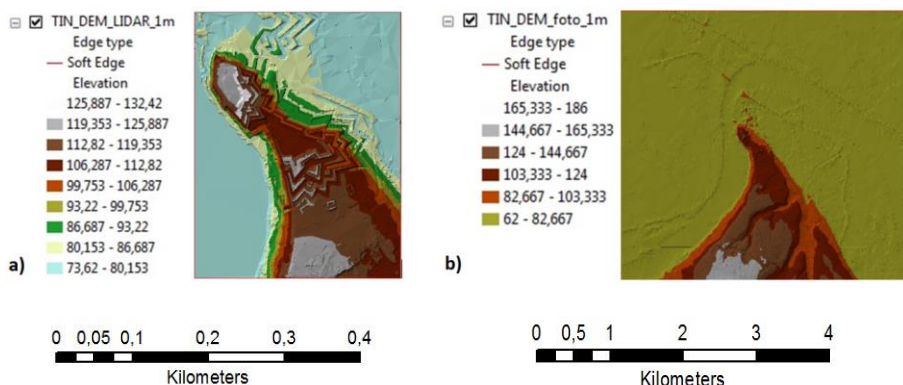 TIN_DEM_LIDAR_1m
Edge type
Soft Edge
Elevation
125,887 - 132,42
119,353 - 125,887
112,82 - 119,353
106,287 - 112,82
99,753 - 106,287
93,22 - 99,753
86,687 - 93,22
80,153 - 86,687
73,62 - 80,153
a)
0 0,05 0,1 0,2 0,3 0,4
Kilometers
TIN_DEM_foto_1m
Edge type
Soft Edge
Elevation
165,333 - 186
144,667 - 165,333
124 - 144,667
103,333 - 124
82,667 - 103,333
62 - 82,667
b)
0 0,5 1 2 3 4
Kilometers